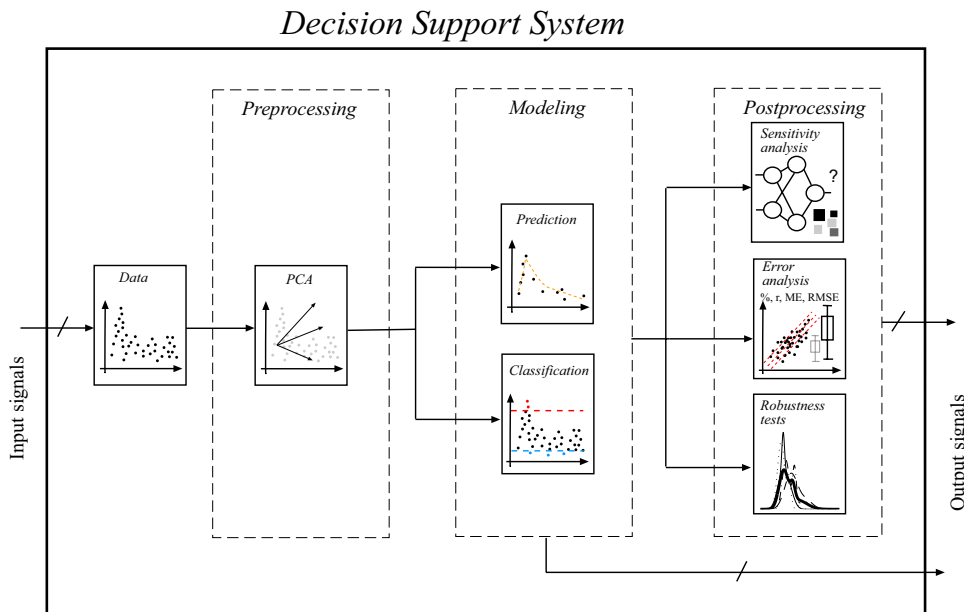 Decision Support System
Preprocessing
Modeling
Postprocessing
Sensitivity
analysis
?
Prediction
Data
PCA
Error
analysis
%, r, ME, RMSE
Classification
Robustness
tests
Input signals
Output signals